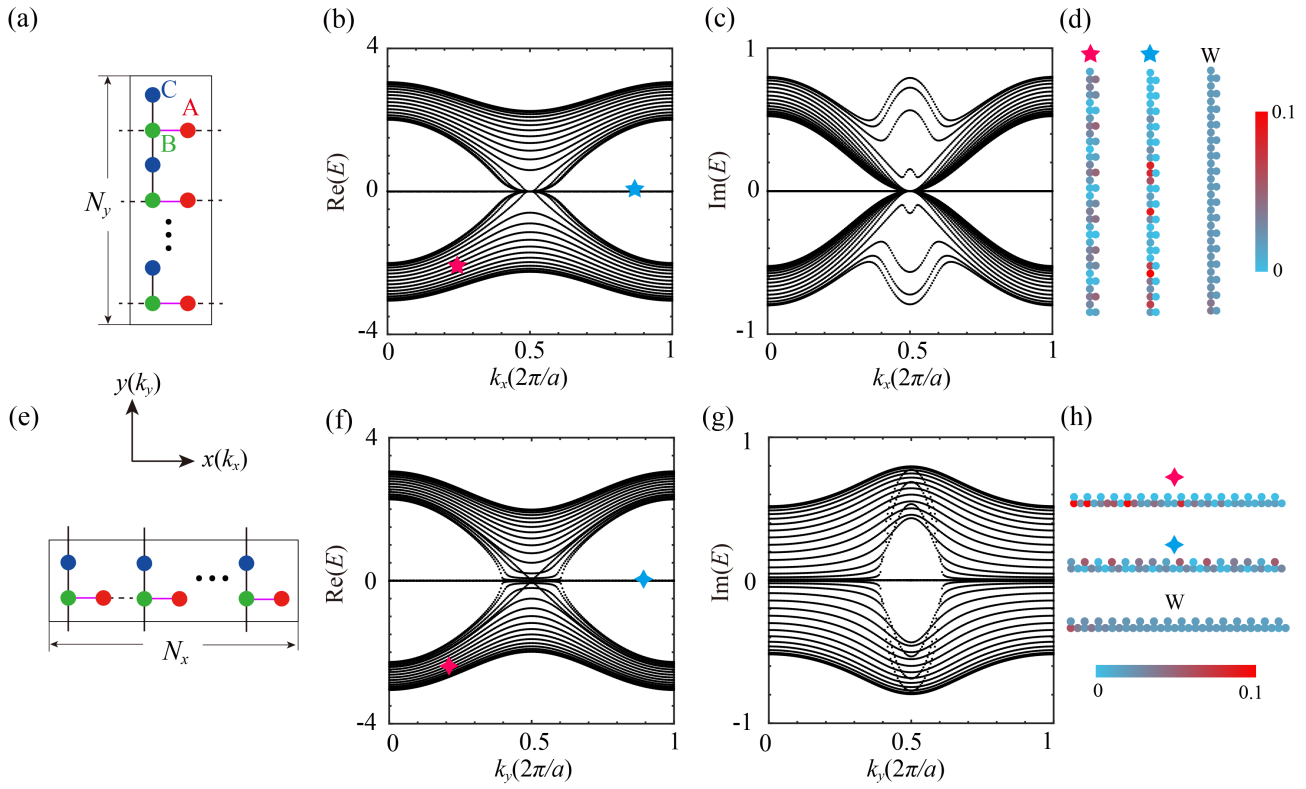 (a)
C
A
B
N_y
(b)
Re(E)
4
0
-4
0
0.5
1
k_x(2π/a)
(c)
Im(E)
1
0
-1
0
0.5
1
k_x(2π/a)
(d)
W
0.1
0
y(k_y)
x(k_x)
(e)
N_x
(f)
Re(E)
4
0
-4
0
0.5
1
k_y(2π/a)
(g)
Im(E)
1
0
-1
0
0.5
1
k_y(2π/a)
(h)
W
0
0.1